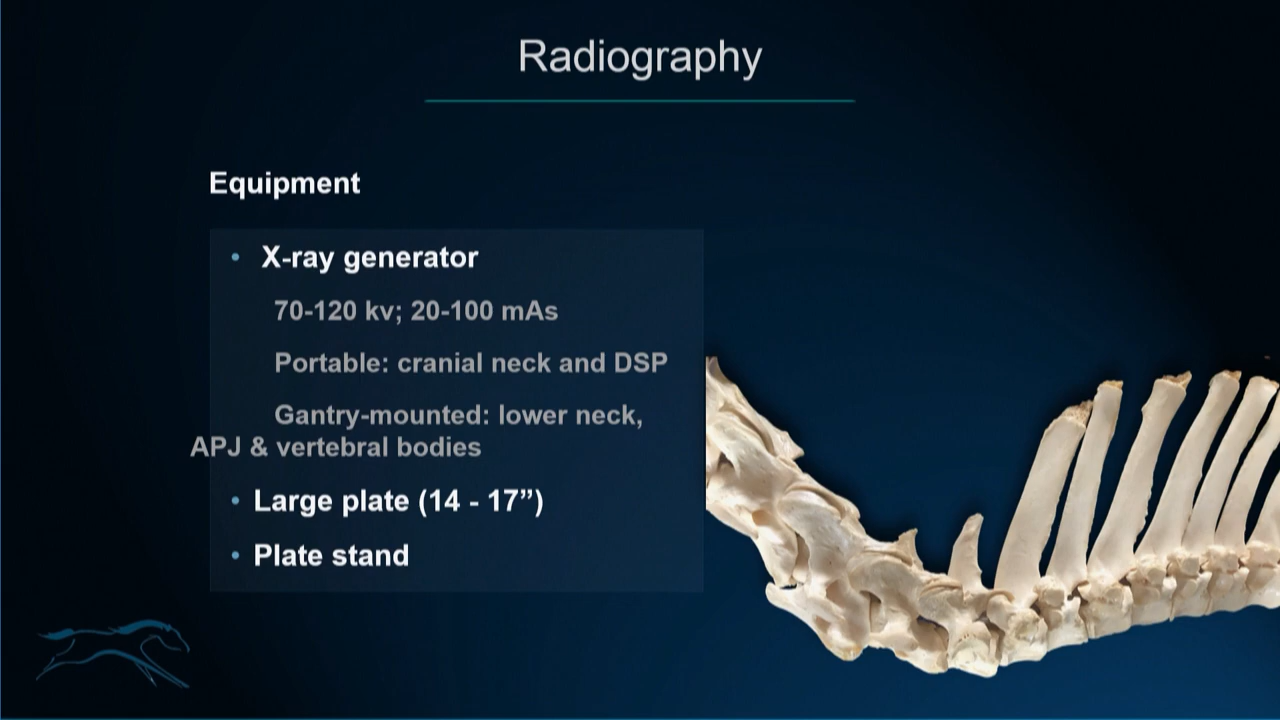 Radiography
Equipment
• X-ray generator
70-120 kv; 20-100 mAs
Portable: cranial neck and DSP
Gantry-mounted: lower neck,
APJ & vertebral bodies
• Large plate (14 - 17”)
• Plate stand